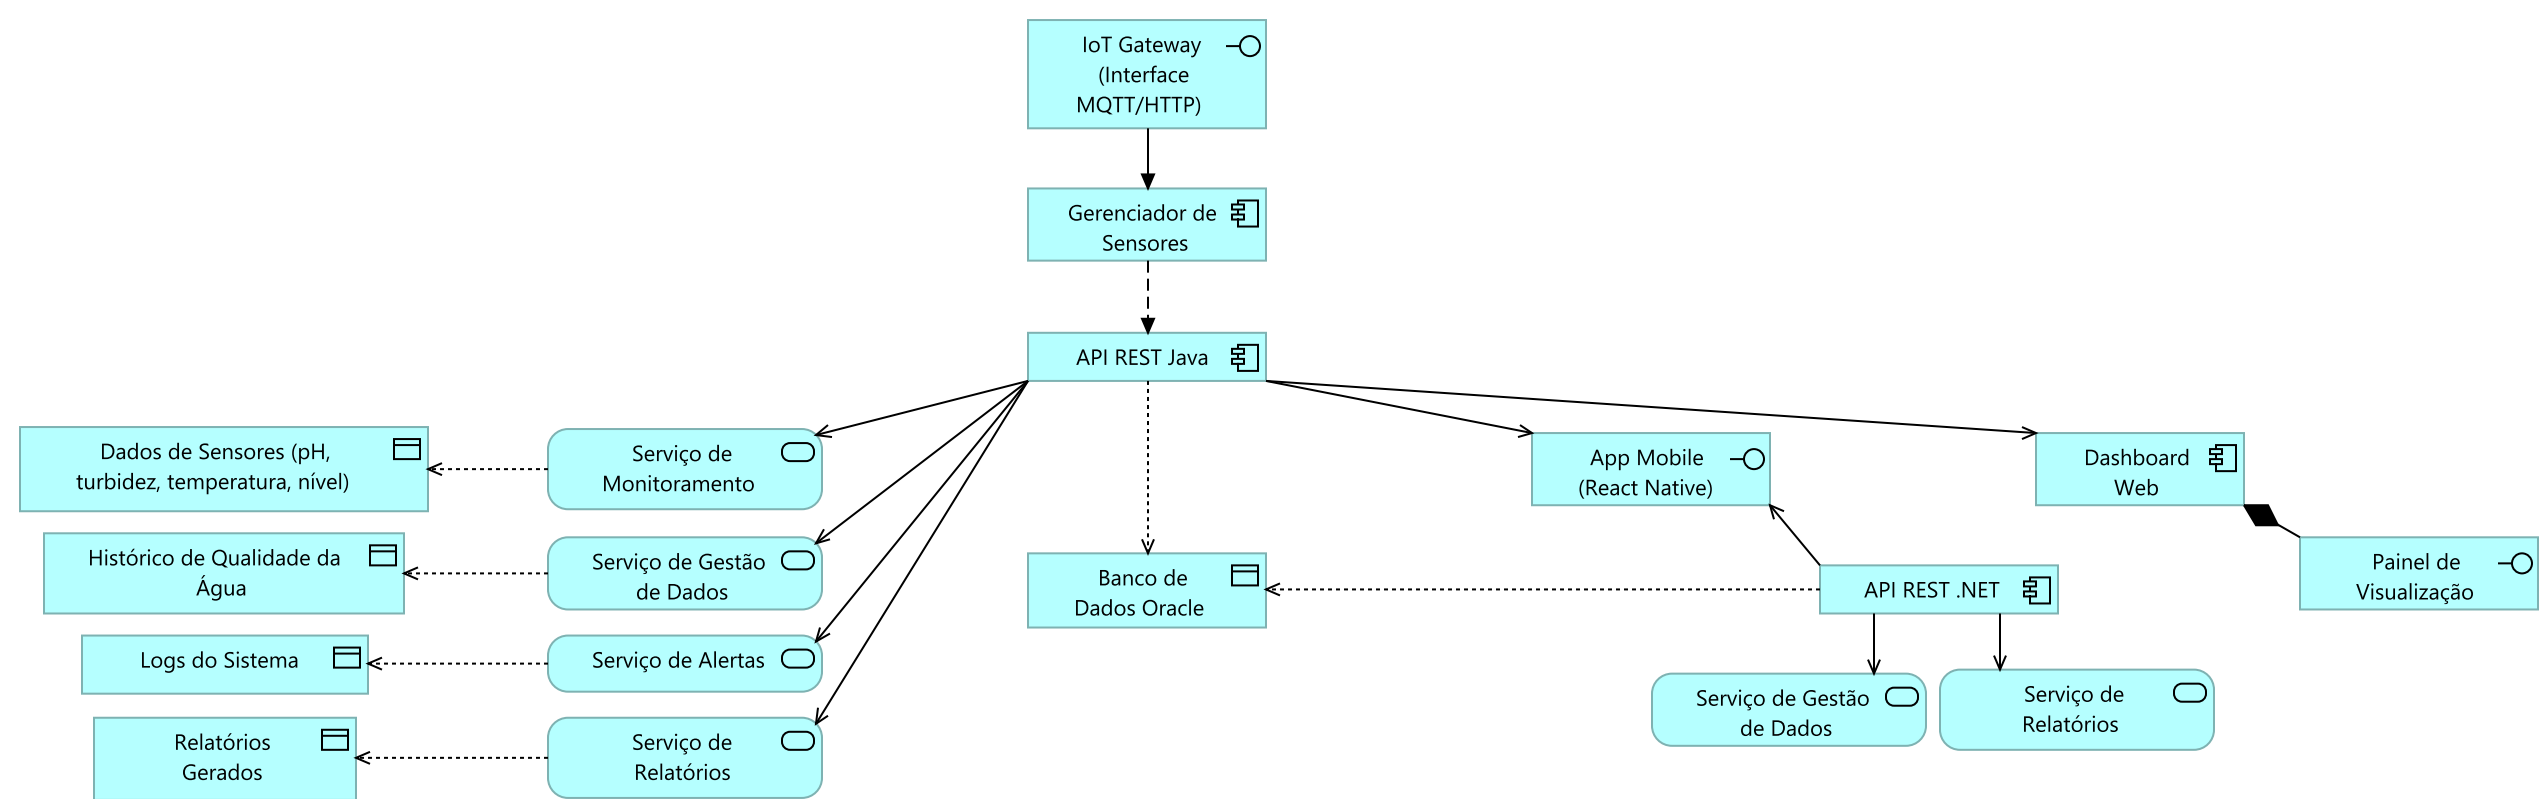 IoT Gateway
(Interface
MQTT/HTTP)
Gerenciador de
Sensores
API REST Java
Dados de Sensores (pH,
turbidez, temperatura, nível)
Serviço de
Monitoramento
App Mobile
(React Native)
Dashboard
Web
Histórico de Qualidade da
Água
Serviço de Gestão
de Dados
Banco de
Dados Oracle
API REST .NET
Painel de
Visualização
Logs do Sistema
Serviço de Alertas
Serviço de Gestão
de Dados
Serviço de
Relatórios
Relatórios
Gerados
Serviço de
Relatórios